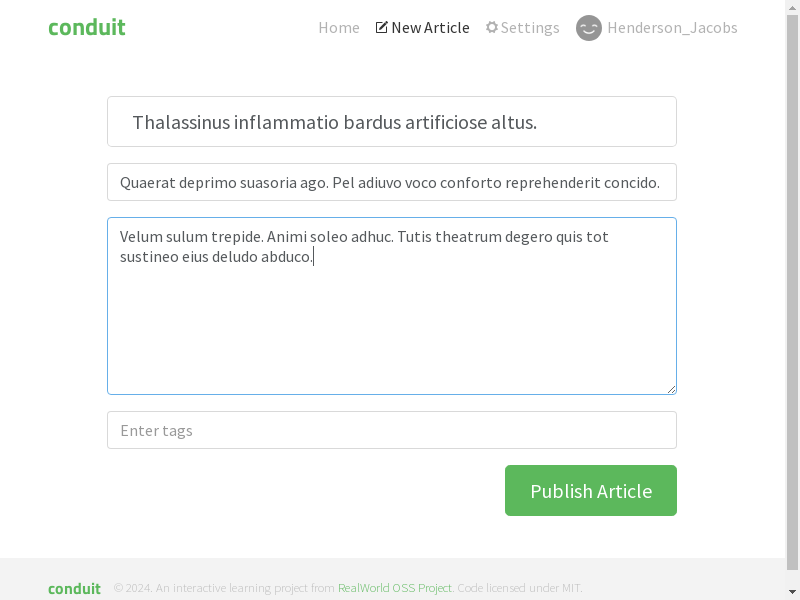 conduit
Home
New Article
Settings
Henderson_Jacobs
Thalassinus inflammatio bardus artificiose altus.
Quaerat deprimo suasoria ago. Pel adiuvo voco conforto reprehenderit concido.
Velum sulum trepide. Animi soleo adhuc. Tutis theatrum degero quis tot
sustineo eius deludo abduco.
Enter tags
Publish Article
conduit
© 2024. An interactive learning project from RealWorld OSS Project. Code licensed under MIT.